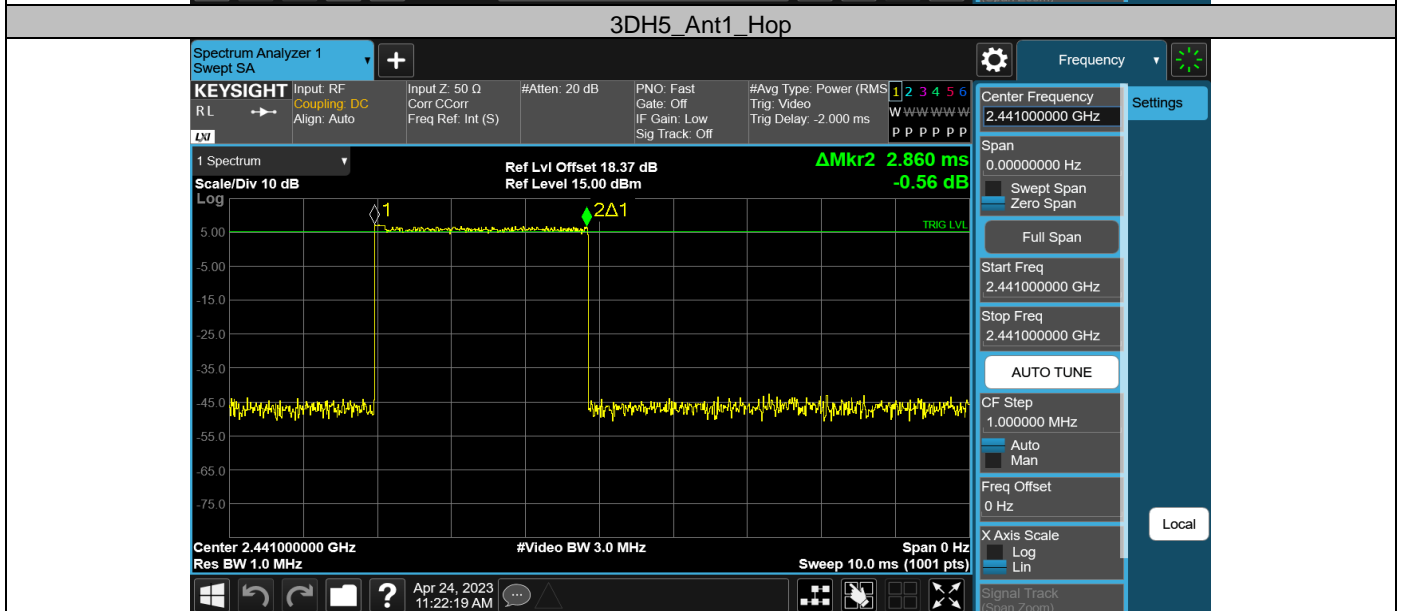 3DH5_Ant1_Hop
Spectrum Analyzer 1
Swept SA
Frequency
KEYSIGHT
RL
LXI
Input: RF
Coupling: DC
Align: Auto
Input Z: 50 Ω
Corr CCorr
Freq Ref: Int (S)
#Atten: 20 dB
PNO: Fast
Gate: Off
IF Gain: Low
Sig Track: Off
#Avg Type: Power (RMS
Trig: Video
Trig Delay: -2.000 ms
1 2 3 4 5 6
W W W W W W
P P P P P P
1 Spectrum
Scale/Div 10 dB
Ref Lvl Offset 18.37 dB
Ref Level 15.00 dBm
ΔMkr2 2.860 ms
-0.56 dB
Log
1
2Δ1
TRIG LVL
5.00
-5.00
-15.0
-25.0
-35.0
-45.0
-55.0
-65.0
-75.0
Center 2.441000000 GHz
Res BW 1.0 MHz
#Video BW 3.0 MHz
Span 0 Hz
Sweep 10.0 ms (1001 pts)
?
Apr 24, 2023
11:22:19 AM
Center Frequency
2.441000000 GHz
Settings
Span
0.00000000 Hz
Swept Span
Zero Span
Full Span
Start Freq
2.441000000 GHz
Stop Freq
2.441000000 GHz
AUTO TUNE
CF Step
1.000000 MHz
Auto
Man
Freq Offset
0 Hz
X Axis Scale
Log
Lin
Local
Signal Track
(Span Zoom)